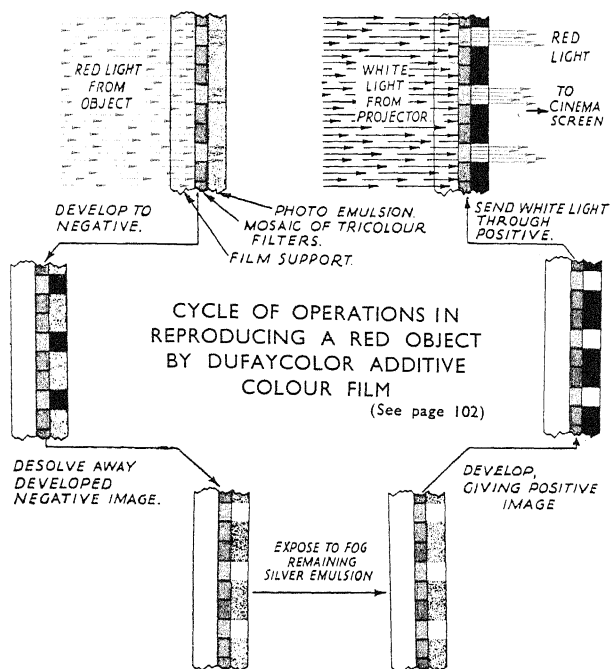 RED LIGHT
FROM
OBJECT
WHITE
LIGHT
FROM
PROJECTOR.
RED
LIGHT
TO
CINEMA
SCREEN
DEVELOP TO
NEGATIVE.
PHOTO EMULSION.
MOSAIC OF TRICOLOUR
FILTERS.
FILM SUPPORT.
SEND WHITE LIGHT
THROUGH
POSITIVE.
CYCLE OF OPERATIONS IN
REPRODUCING A RED OBJECT
BY DUFAYCOLOR ADDITIVE
COLOUR FILM
(See page 102)
DESOLVE AWAY
DEVELOPED
NEGATIVE IMAGE.
EXPOSE TO FOG
REMAINING
SILVER EMULSION
DEVELOP,
GIVING POSITIVE
IMAGE